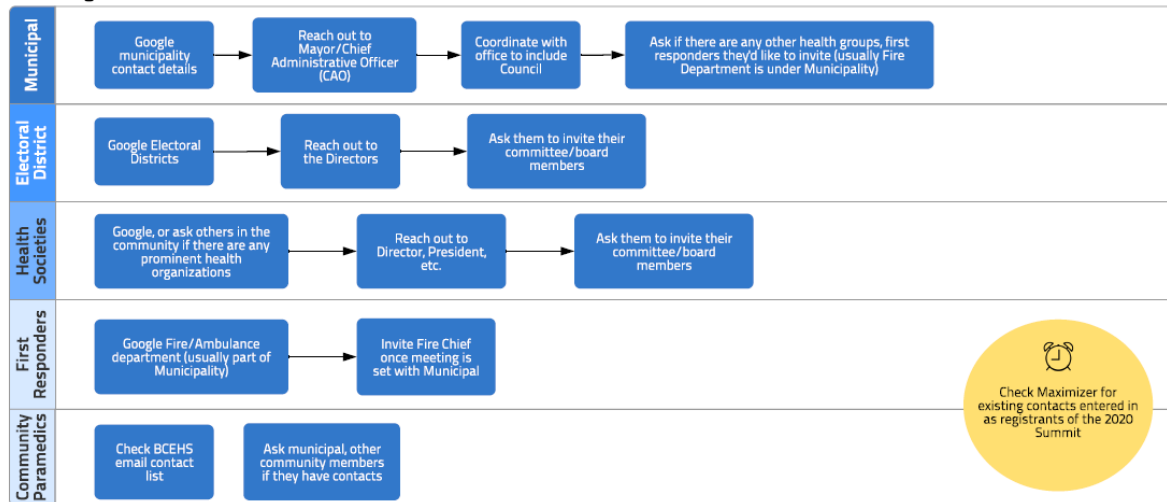 Municipal
Google
municipality
contact details
Reach out to
Mayor/Chief
Administrative Officer
(CAO)
Coordinate with
office to include
Council
Ask if there are any other health groups, first
responders they'd like to invite (usually Fire
Department is under Municipality)
Electoral
District
Google Electoral
Districts
Reach out to
the Directors
Ask them to invite their
committee/board
members
Health
Societies
Google, or ask others in the
community if there are any
prominent health
organizations
Reach out to
Director, President,
etc.
Ask them to invite their
committee/board
members
First
Responders
Google Fire/Ambulance
department (usually part of
Municipality)
Invite Fire Chief
once meeting is
set with Municipal
Community
Paramedics
Check BCEHS
email contact
list
Ask municipal, other
community members
if they have contacts
Check Maximizer for
existing contacts entered in
as registrants of the 2020
Summit